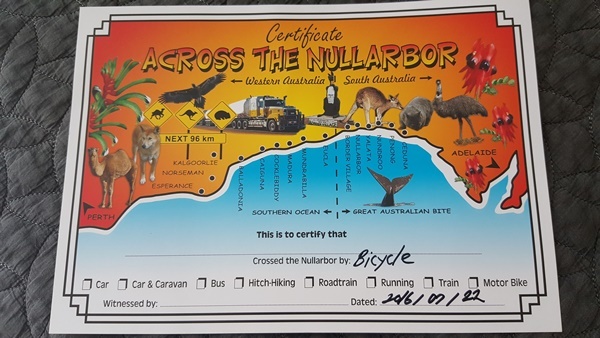 Certificate
ACROSS THE NULLARBOR
Western Australia South Australia
NEXT 96 km
KALGOORLIE
NORSEMAN
ESPERANCE
PERTH
BALLADONIA
CAIGUNA
COCKLEBIDDY
MADURA
MUNDRABILLA
EUCLA
BORDER VILLAGE
NULLARBOR
YALATA
NUNDROO
PENONG
CEDUNA
ADELAIDE
SOUTHERN OCEAN GREAT AUSTRALIAN BITE
This is to certify that
Crossed the Nullarbor by: Bicycle
Car Car & Caravan Bus Hitch-Hiking Roadtrain Running Train Motor Bike
Witnessed by: Dated: 2016/07/22